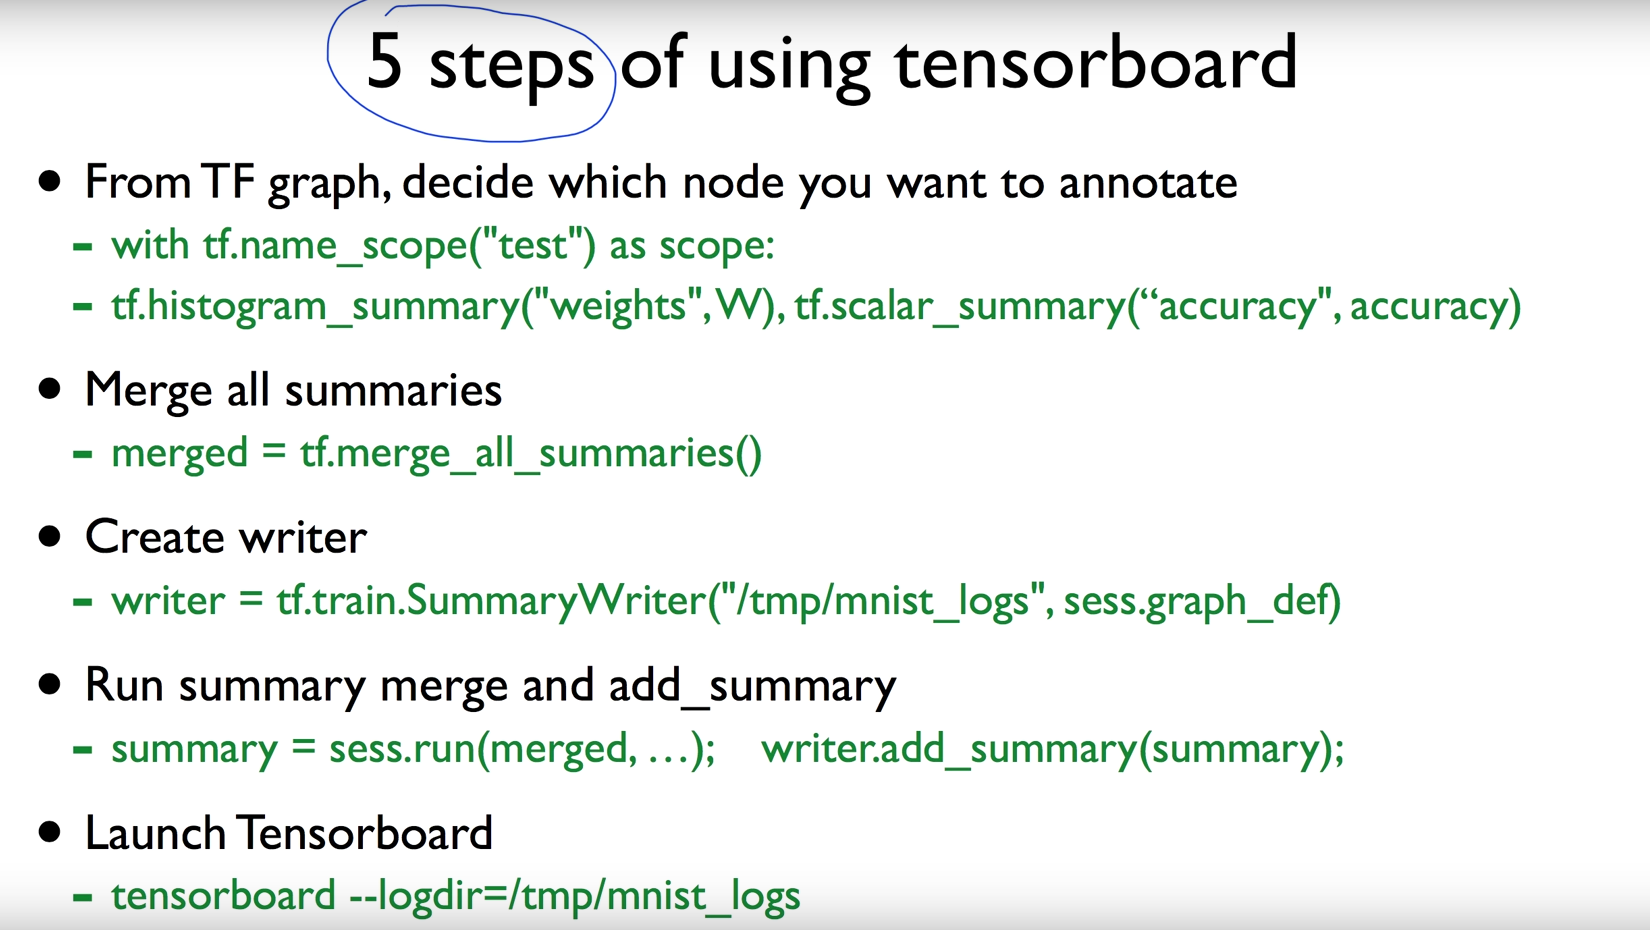 5 steps of using tensorboard
• From TF graph, decide which node you want to annotate
- with tf.name_scope("test") as scope:
- tf.histogram_summary("weights", W), tf.scalar_summary(“accuracy", accuracy)
• Merge all summaries
- merged = tf.merge_all_summaries()
• Create writer
- writer = tf.train.SummaryWriter("/tmp/mnist_logs", sess.graph_def)
• Run summary merge and add_summary
- summary = sess.run(merged, …); writer.add_summary(summary);
• Launch Tensorboard
- tensorboard --logdir=/tmp/mnist_logs